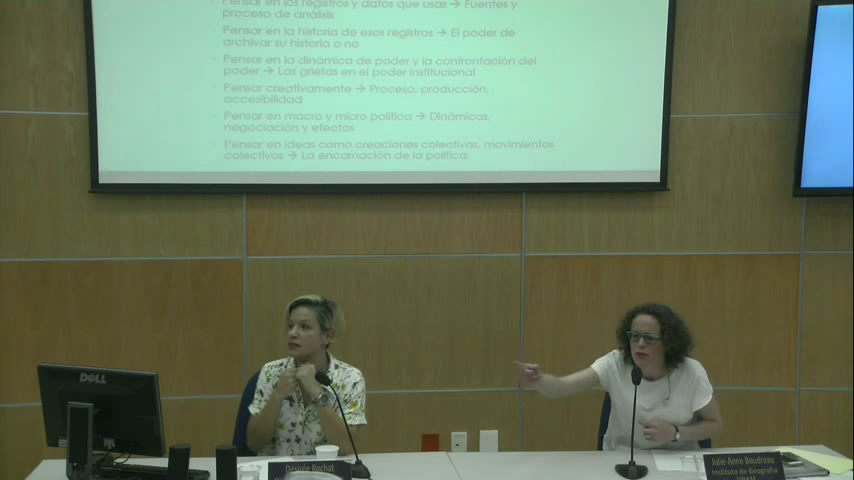 Pensar en los registros y datos que usas → Fuentes y
proceso de análisis
Pensar en la historia de esos registros → El poder de
archivar su historia o no
Pensar en la dinámica de poder y la confrontación del
poder → Las grietas en el poder institucional
Pensar creativamente → Proceso, producción,
accesibilidad
Pensar en macro y micro política → Dinámicas,
negociación y efectos
Pensar en ideas como creaciones colectivas, movimientos
colectivos → La encarnación de la política.
DELL
Désirée Rochat
Julie-Anne Boudreau
Instituto de Geografía
UNAM